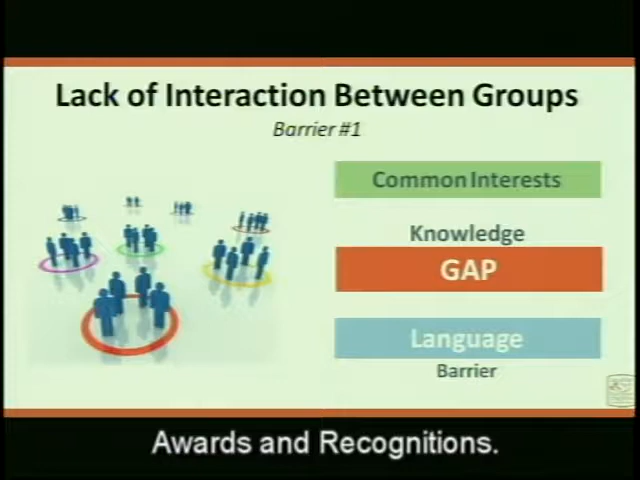 Lack of Interaction Between Groups
Barrier #1
Common Interests
Knowledge
GAP
Language
Barrier
Awards and Recognitions.